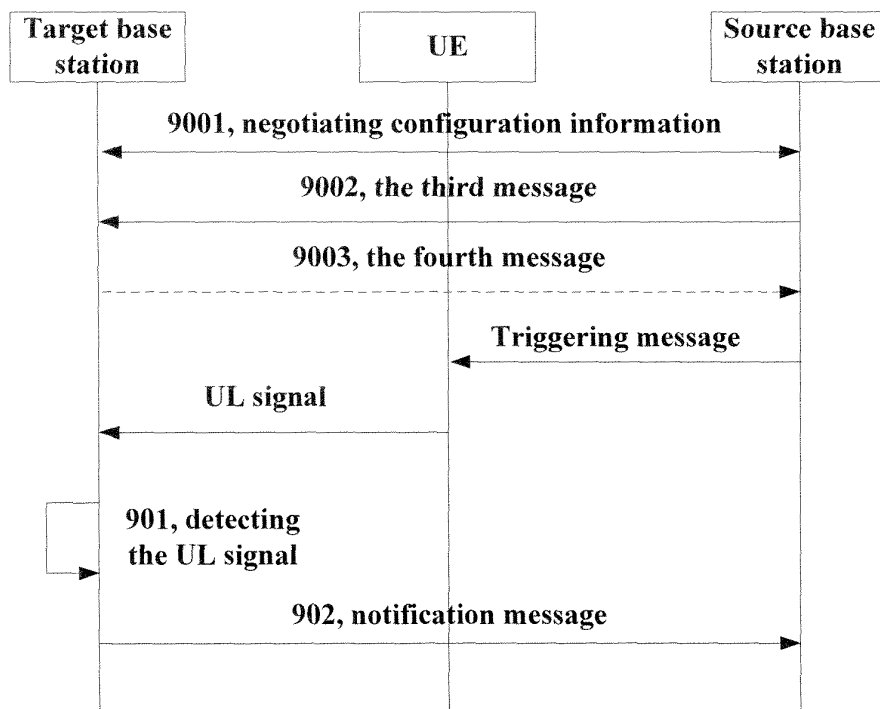 Target base
station
UE
Source base
station
9001, negotiating configuration information
9002, the third message
9003, the fourth message
Triggering message
UL signal
901, detecting
the UL signal
902, notification message